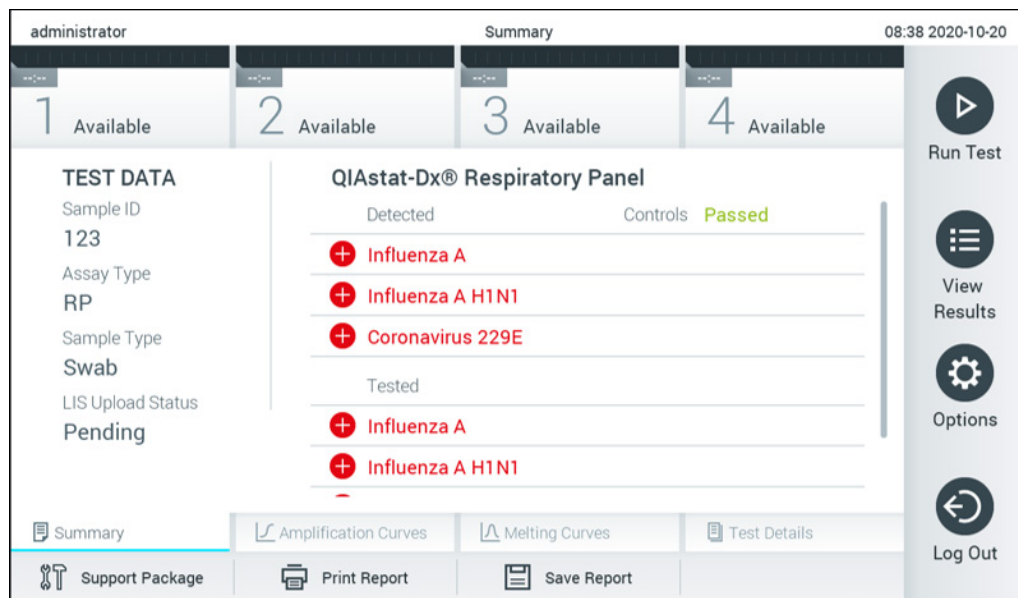 administrator Summary 08:38 2020-10-20
--:-- --:-- --:-- --:--
1 Available 2 Available 3 Available 4 Available
Run Test
TEST DATA
Sample ID
123
Assay Type
RP
Sample Type
Swab
LIS Upload Status
Pending
QIAstat-Dx® Respiratory Panel
Detected Controls Passed
Influenza A
Influenza A H1N1
Coronavirus 229E
Tested
Influenza A
Influenza A H1N1
View
Results
Options
Log Out
Summary Amplification Curves Melting Curves Test Details
Support Package Print Report Save Report